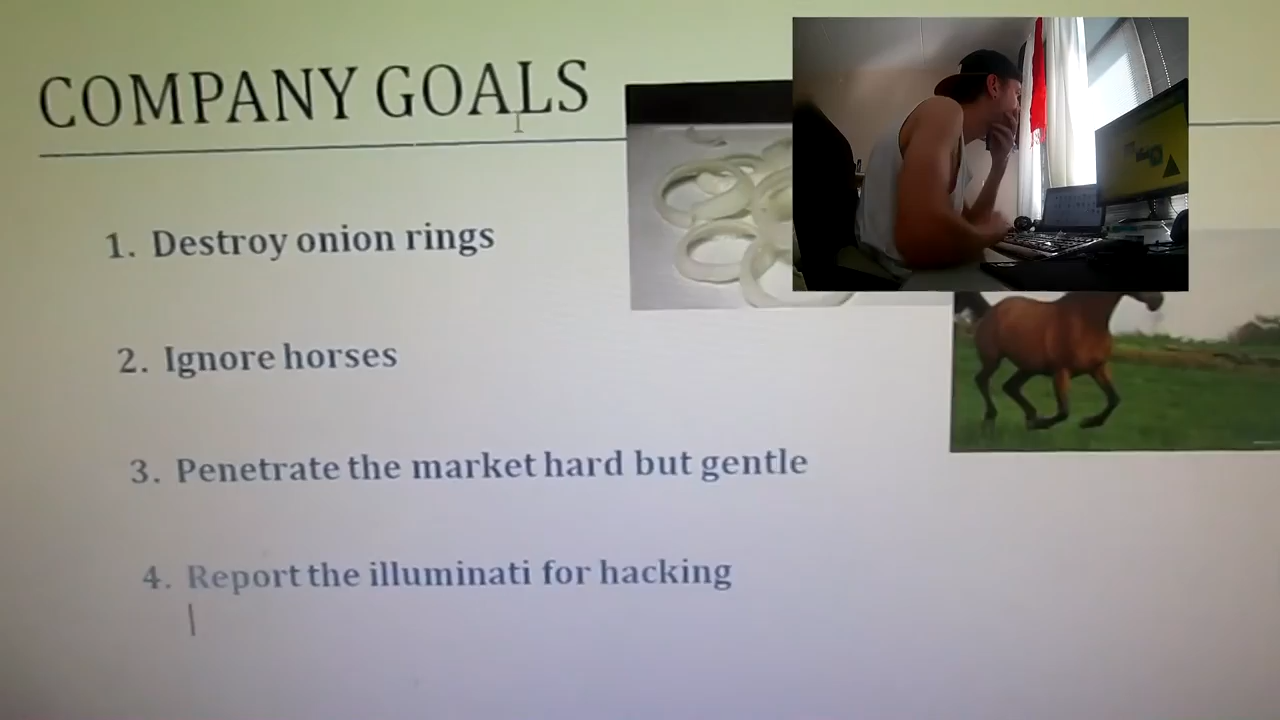 COMPANY GOALS
1. Destroy onion rings
2. Ignore horses
3. Penetrate the market hard but gentle
4. Report the illuminati for hacking